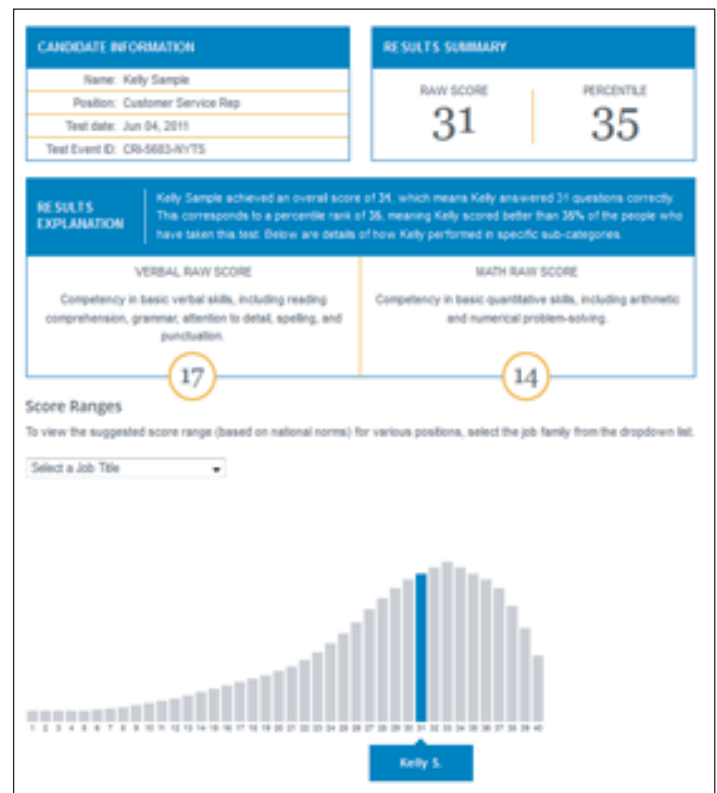 CANDIDATE INFORMATION
Name: Kelly Sample
Position: Customer Service Rep
Test date: Jun 04, 2011
Test Event ID: CRI-5603-NYTS
RESULTS SUMMARY
RAW SCORE
31
PERCENTILE
35
RESULTS
EXPLANATION
Kelly Sample achieved an overall score of 31, which means Kelly answered 31 questions correctly.
This corresponds to a percentile rank of 35, meaning Kelly scored better than 35% of the people who
have taken this test. Below are details of how Kelly performed in specific sub-categories.
VERBAL RAW SCORE
Competency in basic verbal skills, including reading
comprehension, grammar, attention to detail, spelling, and
punctuation.
17
MATH RAW SCORE
Competency in basic quantitative skills, including arithmetic
and numerical problem-solving.
14
Score Ranges
To view the suggested score range (based on national norms) for various positions, select the job family from the dropdown list.
Select a Job Title
1 2 3 4 5 6 7 8 9 10 11 12 13 14 15 16 17 18 19 20 21 22 23 24 25 26 27 28 29 30 31 32 33 34 35 36 37 38 39 40
Kelly S.